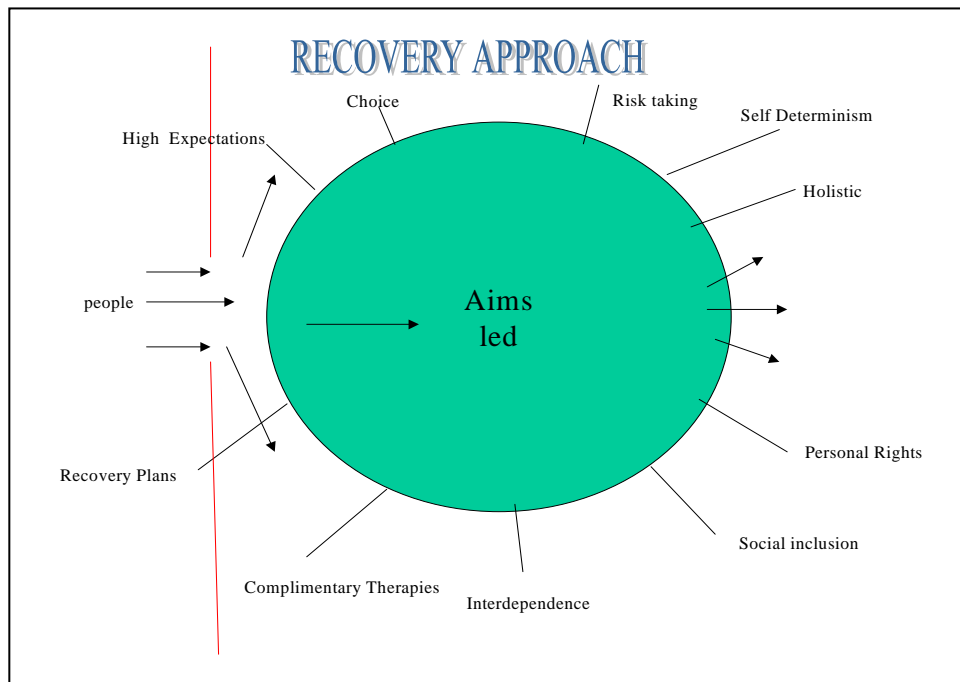 RECOVERY APPROACH
Choice
Risk taking
Self Determinism
High Expectations
Holistic
people
Aims
led
Personal Rights
Recovery Plans
Social inclusion
Complimentary Therapies
Interdependence